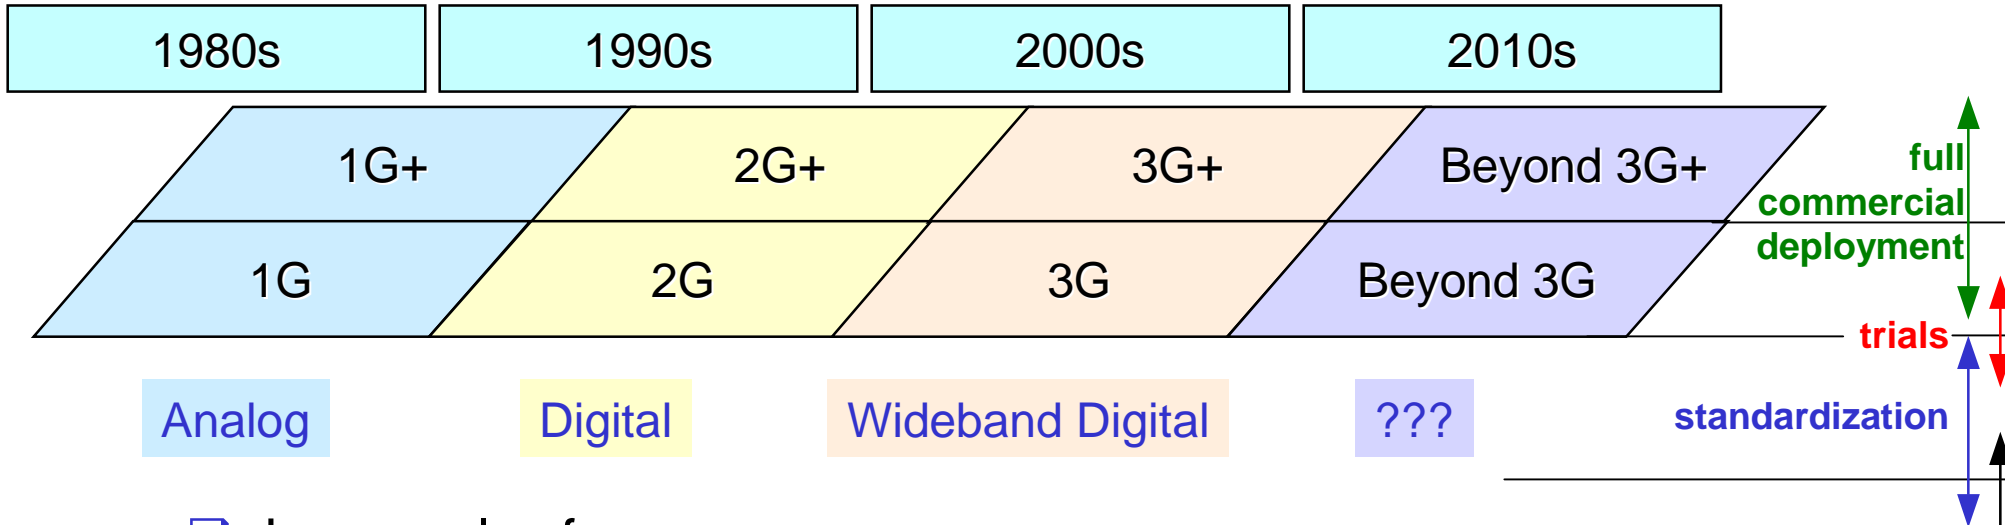 1980s 1990s 2000s 2010s
1G+ 2G+ 3G+ Beyond 3G+
full
commercial
deployment
1G 2G 3G Beyond 3G
trials
Analog Digital Wideband Digital ???
standardization